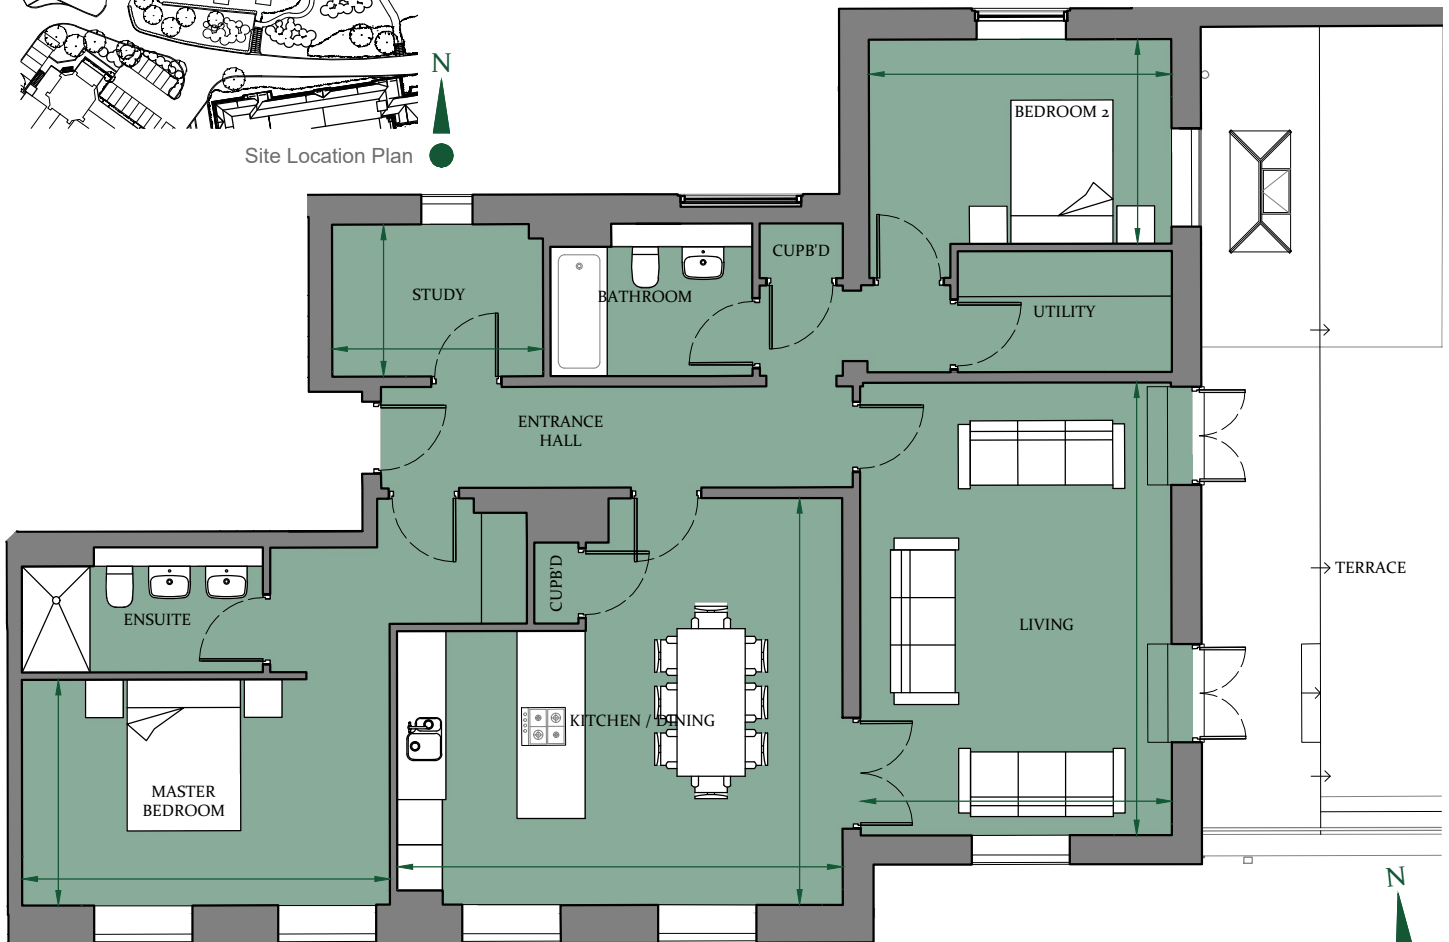 N
Site Location Plan
BEDROOM 2
CUPB'D
STUDY
BATHROOM
UTILITY
ENTRANCE
HALL
TERRACE
CUPB'D
ENSUITE
LIVING
KITCHEN / DINING
MASTER
BEDROOM
N